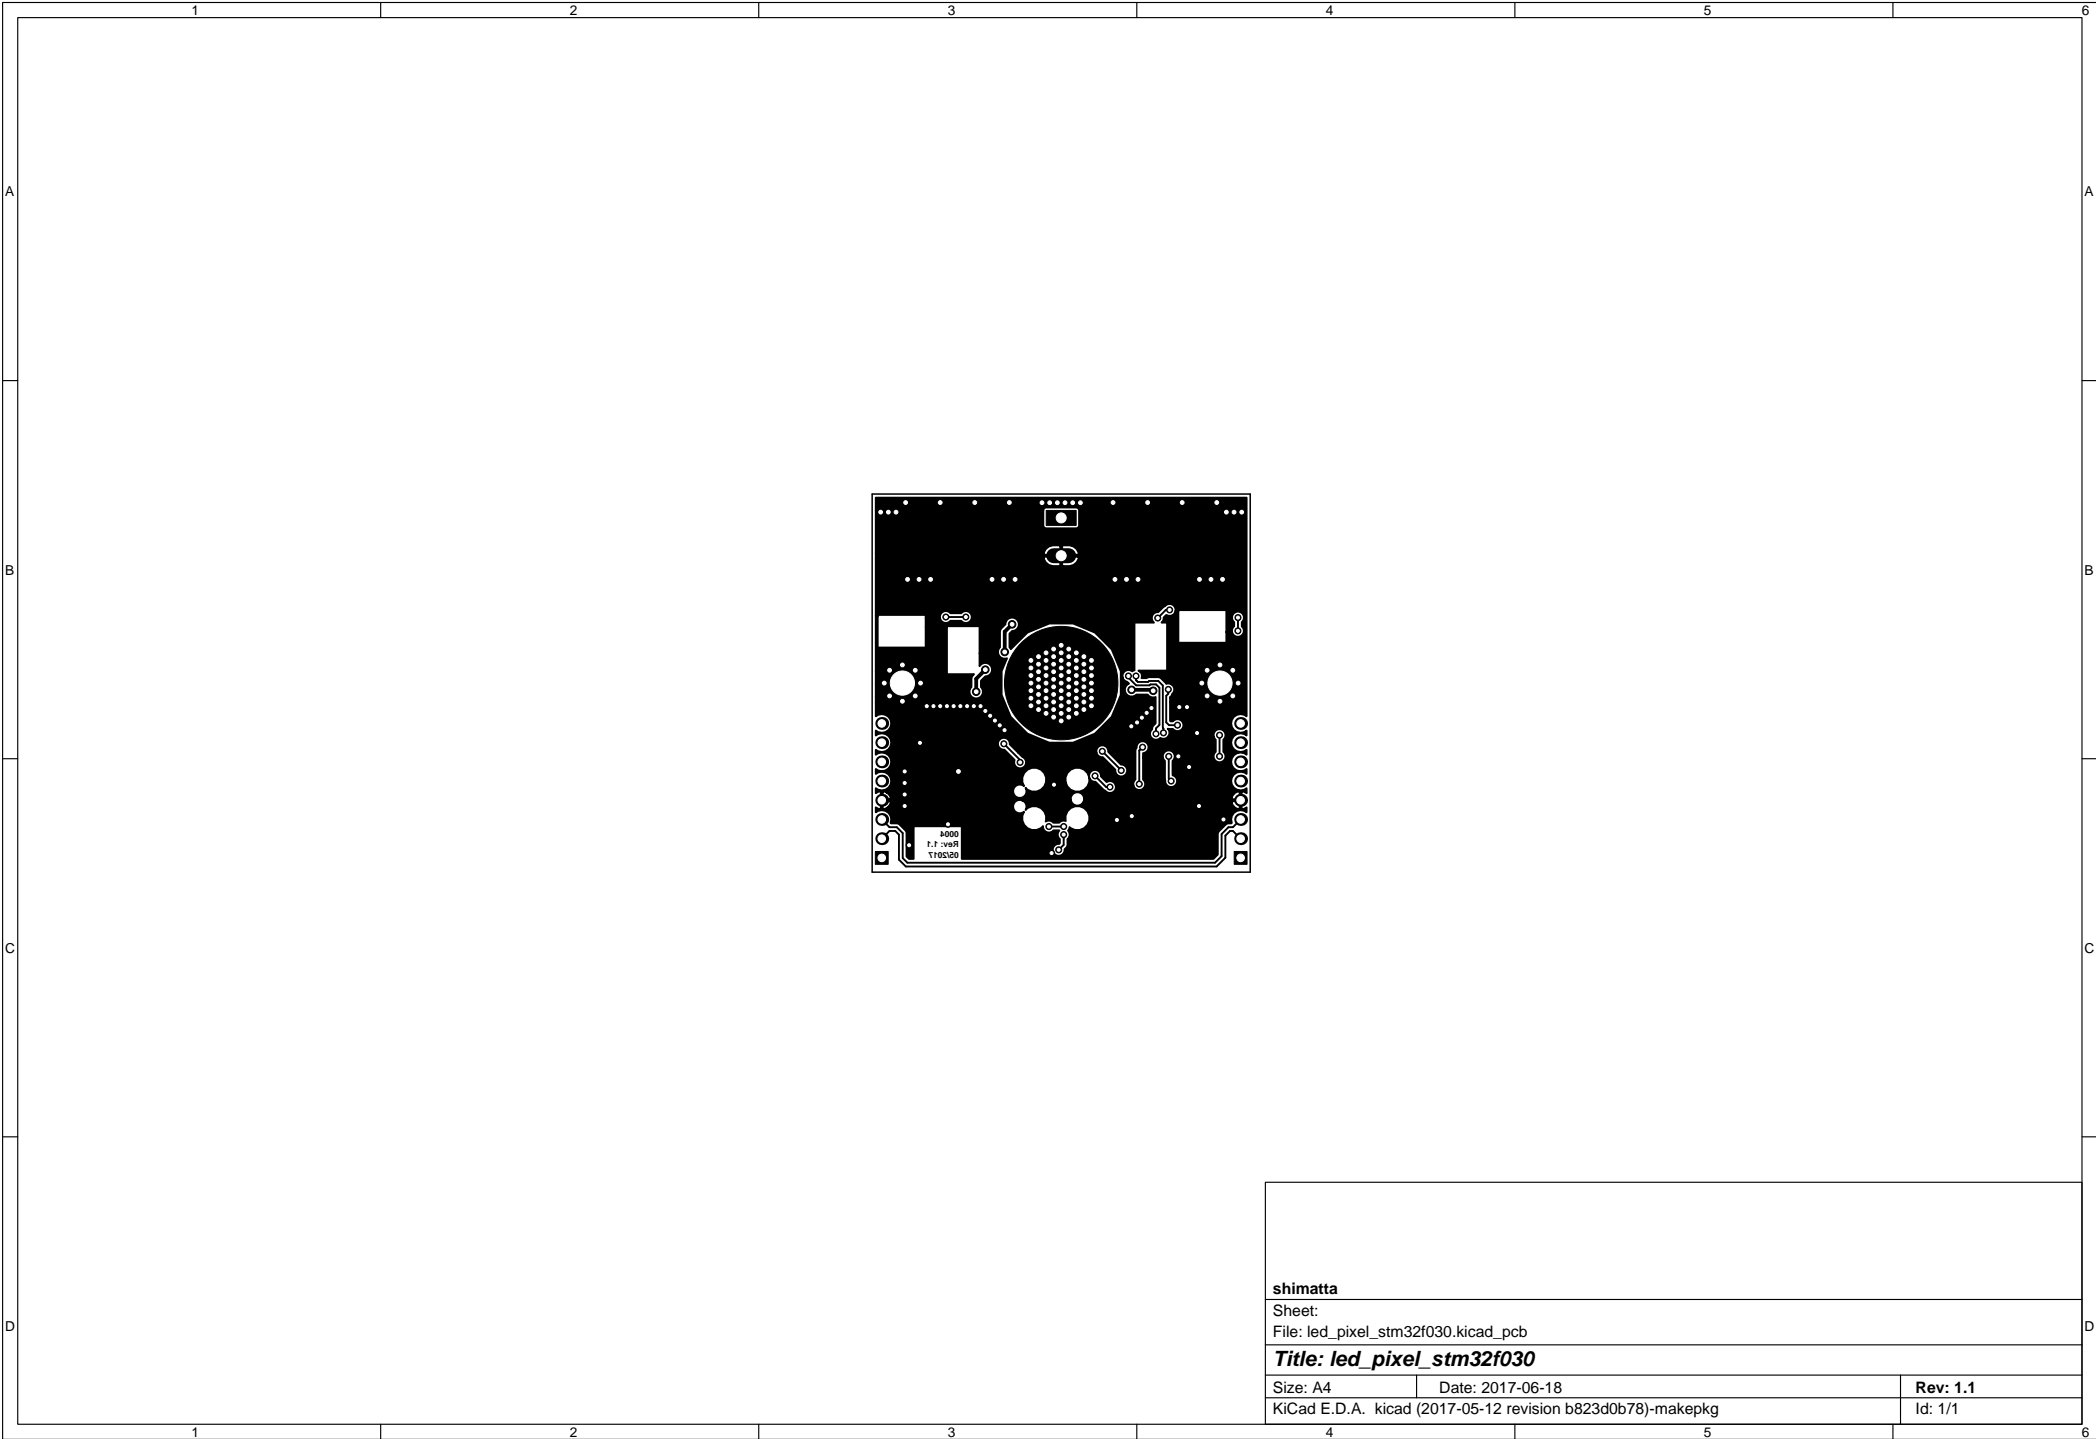 1 2 3 4 5 6
A A
B B
0004
Rev: 1.1
05/2017
C C
shimatta
Sheet:
File: led_pixel_stm32f030.kicad_pcb
D D
Title: led_pixel_stm32f030
Size: A4 Date: 2017-06-18 Rev: 1.1
KiCad E.D.A. kicad (2017-05-12 revision b823d0b78)-makepkg Id: 1/1
1 2 3 4 5 6